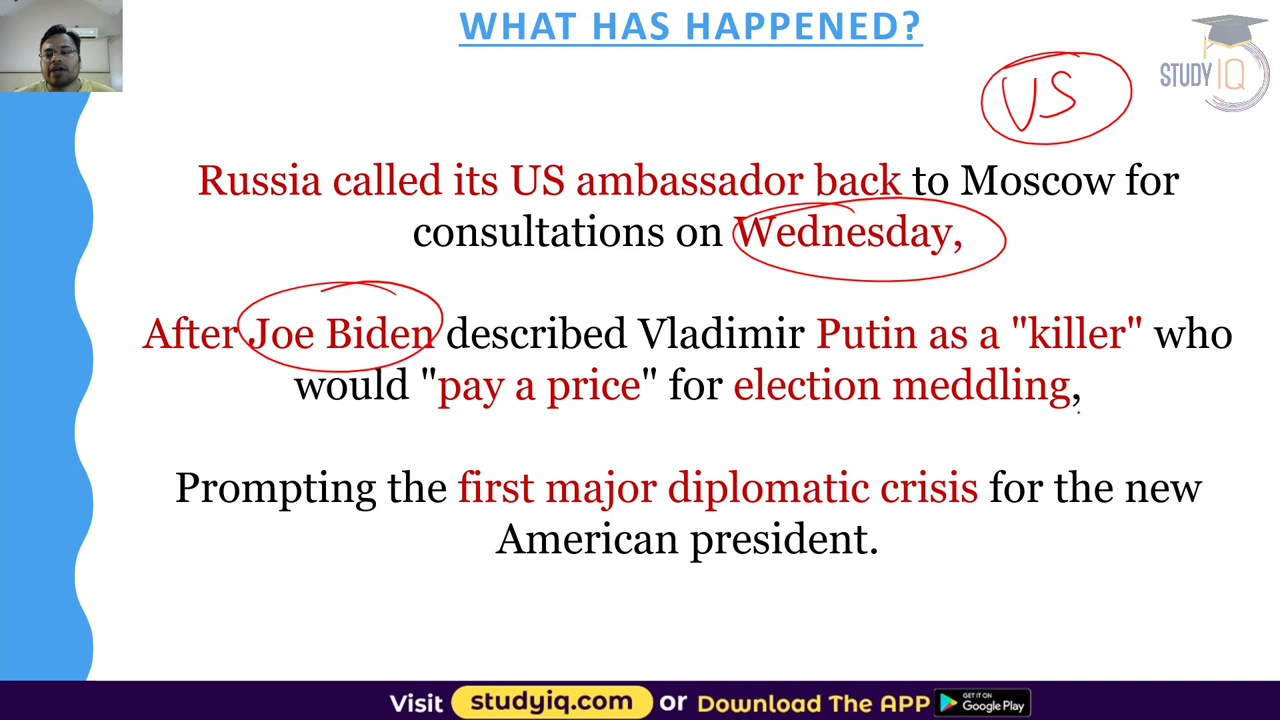 WHAT HAS HAPPENED?
STUDY IQ
US
Russia called its US ambassador back to Moscow for
consultations on Wednesday,
After Joe Biden described Vladimir Putin as a "killer" who
would "pay a price" for election meddling,
Prompting the first major diplomatic crisis for the new
American president.
Visit studyiq.com or Download The APP GET IT ON Google Play